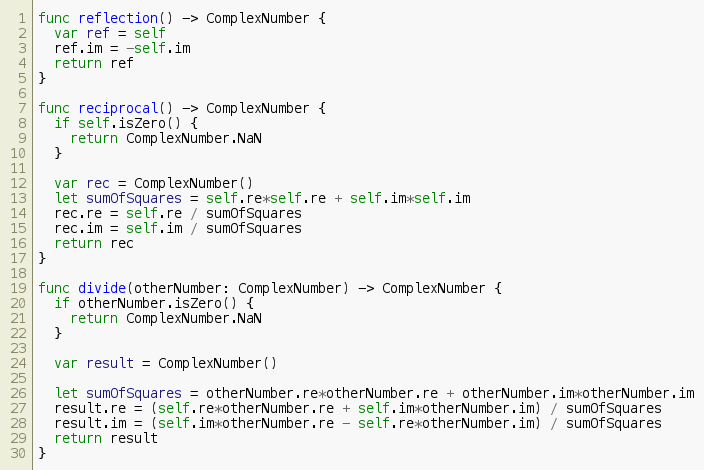 1 func reflection() -> ComplexNumber {
2   var ref = self
3   ref.im = -self.im
4   return ref
5 }
6
7 func reciprocal() -> ComplexNumber {
8   if self.isZero() {
9     return ComplexNumber.NaN
10   }
11
12   var rec = ComplexNumber()
13   let sumOfSquares = self.re*self.re + self.im*self.im
14   rec.re = self.re / sumOfSquares
15   rec.im = self.im / sumOfSquares
16   return rec
17 }
18
19 func divide(otherNumber: ComplexNumber) -> ComplexNumber {
20   if otherNumber.isZero() {
21     return ComplexNumber.NaN
22   }
23
24   var result = ComplexNumber()
25
26   let sumOfSquares = otherNumber.re*otherNumber.re + otherNumber.im*otherNumber.im
27   result.re = (self.re*otherNumber.re + self.im*otherNumber.im) / sumOfSquares
28   result.im = (self.im*otherNumber.re - self.re*otherNumber.im) / sumOfSquares
29   return result
30 }